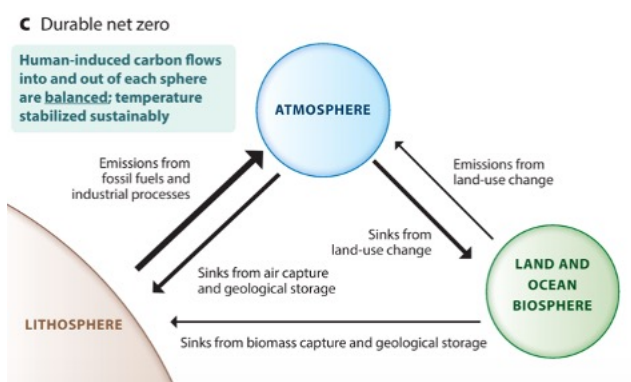 c Durable net zero
Human-induced carbon flows
into and out of each sphere
are balanced; temperature
stabilized sustainably
ATMOSPHERE
Emissions from
fossil fuels and
industrial processes
Emissions from
land-use change
Sinks from
land-use change
Sinks from air capture
and geological storage
LAND AND
OCEAN
BIOSPHERE
LITHOSPHERE
Sinks from biomass capture and geological storage